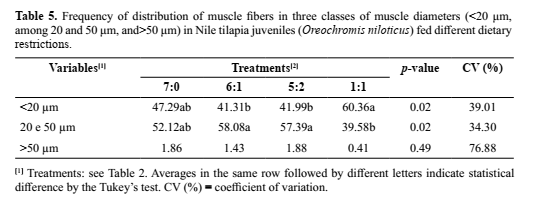 Table 5. Frequency of distribution of muscle fibers in three classes of muscle diameters (<20 μm,
among 20 and 50 μm, and>50 μm) in Nile tilapia juveniles (Oreochromis niloticus) fed different dietary
restrictions.
Variables[1] Treatments[2] p-value CV (%)
7:0 6:1 5:2 1:1
<20 μm 47.29ab 41.31b 41.99b 60.36a 0.02 39.01
20 e 50 μm 52.12ab 58.08a 57.39a 39.58b 0.02 34.30
>50 μm 1.86 1.43 1.88 0.41 0.49 76.88
[1] Treatments: see Table 2. Averages in the same row followed by different letters indicate statistical
difference by the Tukey's test. CV (%) = coefficient of variation.